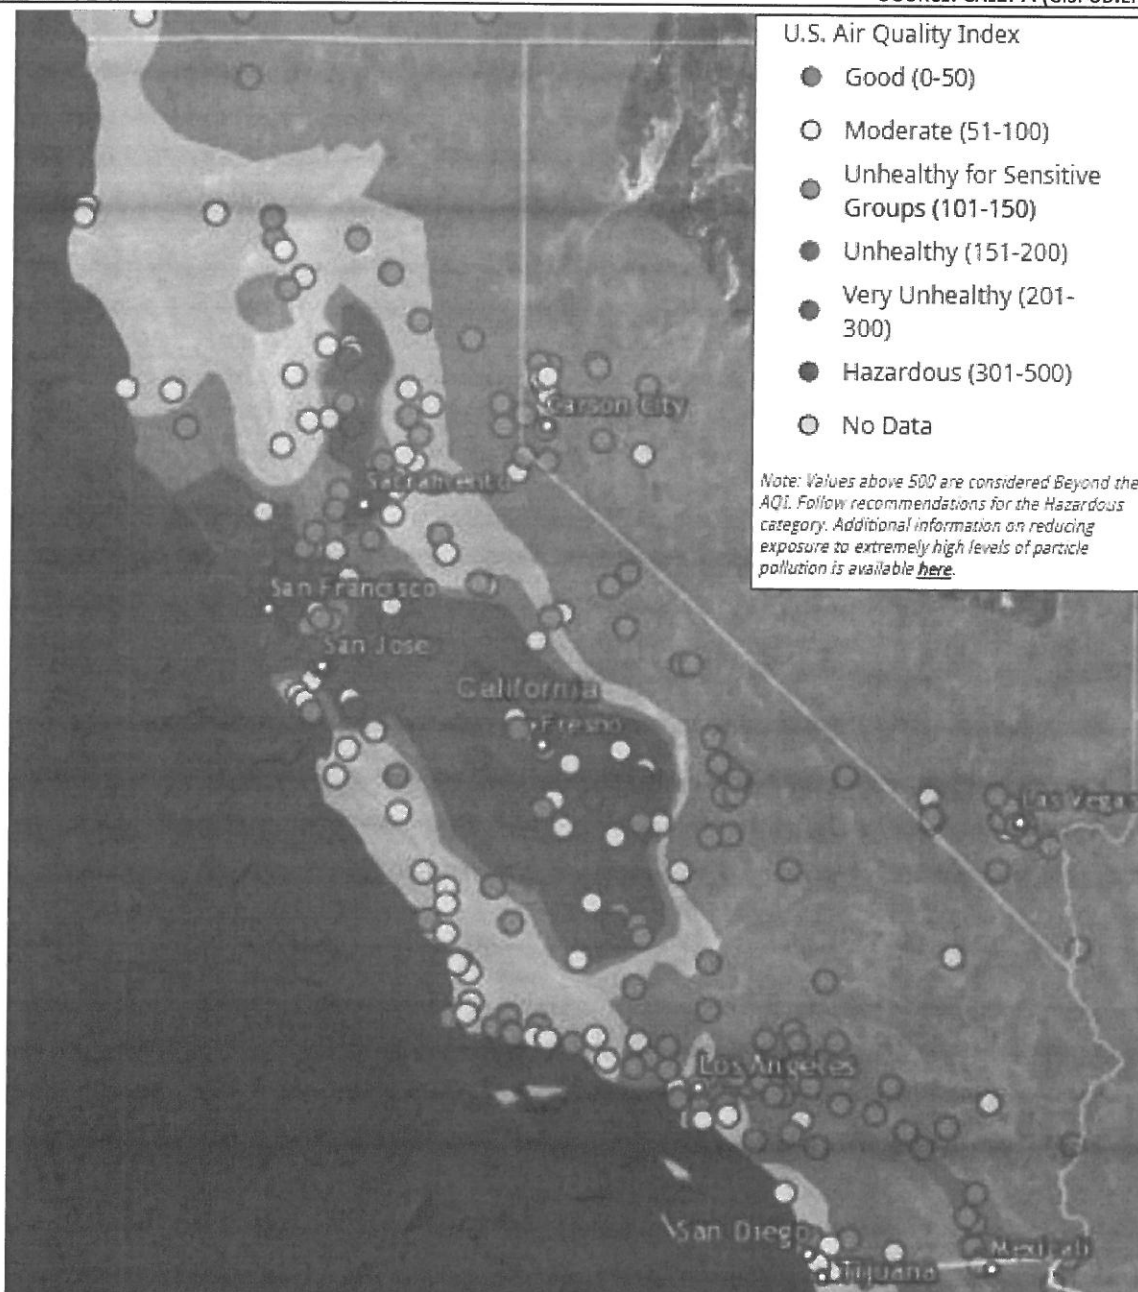 U.S. Air Quality Index
Good (0-50)
Moderate (51-100)
Unhealthy for Sensitive
Groups (101-150)
Unhealthy (151-200)
Very Unhealthy (201-
300)
Hazardous (301-500)
No Data
Note: Values above 500 are considered Beyond the
AQI. Follow recommendations for the Hazardous
category. Additional information on reducing
exposure to extremely high levels of particle
pollution is available here.
Carson City
Sacramento
San Francisco
San Jose
California
Fresno
Las Vegas
Los Angeles
San Diego
Mexicali
Tijuana